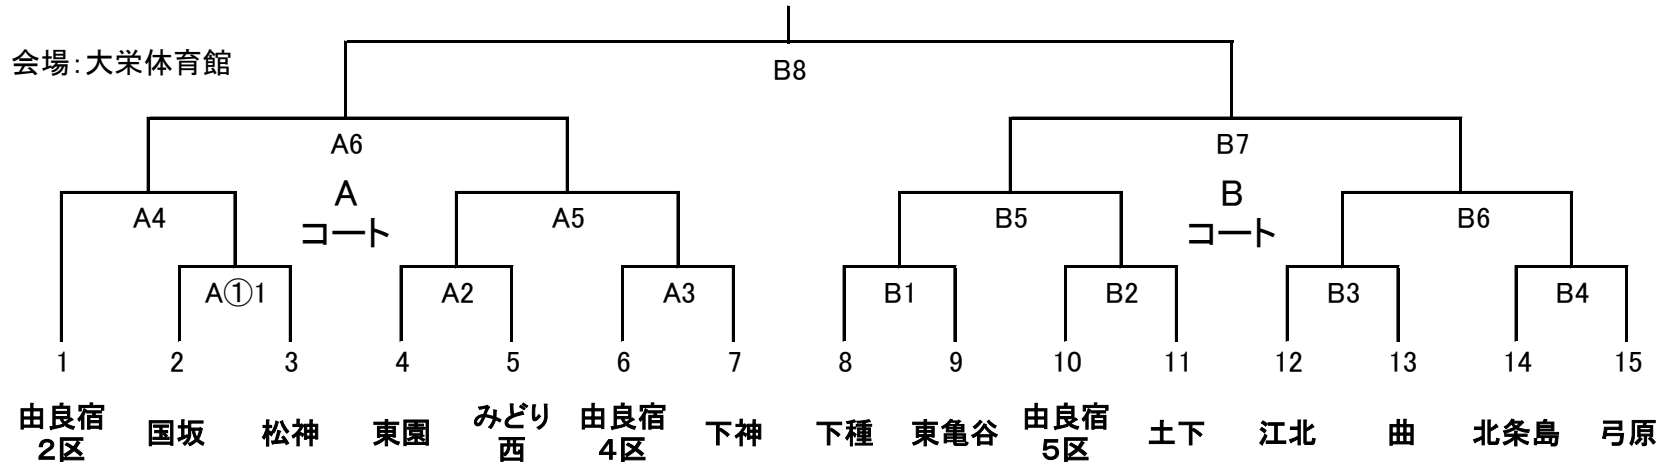 会場：大栄体育館
B8
A6
B7
A
コート
B
コート
A4
A5
B5
B6
A①1
A2
A3
B1
B2
B3
B4
1 2 3 4 5 6 7 8 9 10 11 12 13 14 15
由良宿
２区
国坂
松神
東園
みどり
西
由良宿
４区
下神
下種
東亀谷
由良宿
５区
土下
江北
曲
北条島
弓原